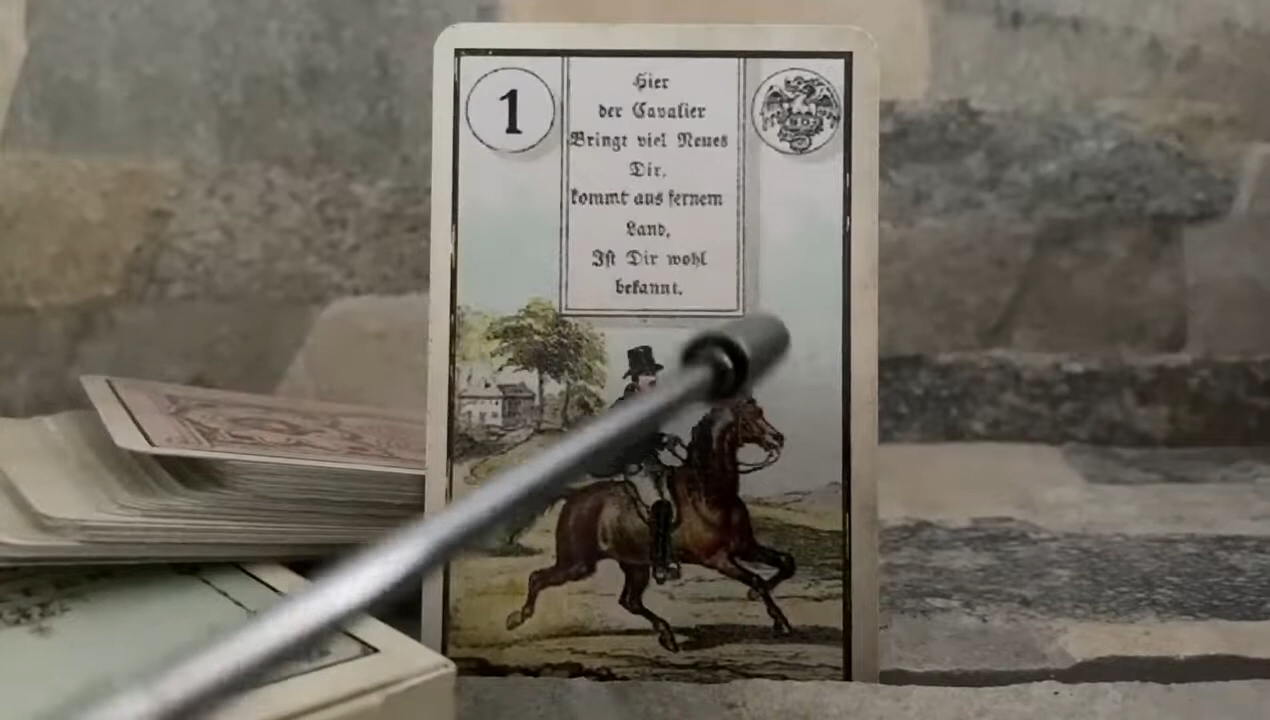 1
Hier
der Cavalier
Bringt viel Neues
Dir,
kommt aus fernem
Land,
Ist Dir wohl
bekannt.